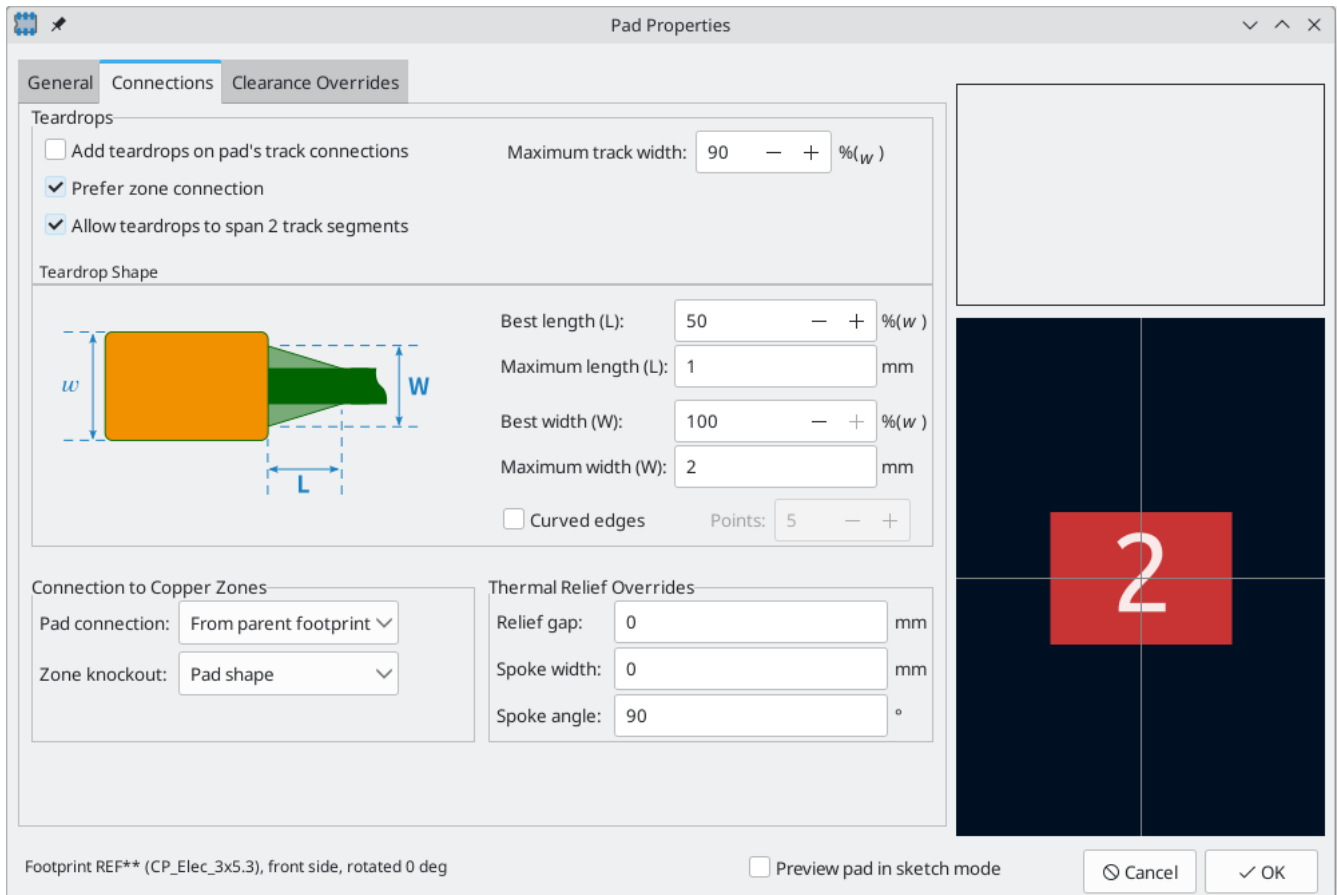 Pad Properties
General Connections Clearance Overrides
Teardrops
Add teardrops on pad's track connections
Maximum track width: 90 − + %(w )
Prefer zone connection
Allow teardrops to span 2 track segments
Teardrop Shape
w
W
L
Best length (L): 50 − + %(w )
Maximum length (L): 1 mm
Best width (W): 100 − + %(w )
Maximum width (W): 2 mm
Curved edges Points: 5 − +
Connection to Copper Zones
Pad connection: From parent footprint
Zone knockout: Pad shape
Thermal Relief Overrides
Relief gap: 0 mm
Spoke width: 0 mm
Spoke angle: 90 °
2
Footprint REF** (CP_Elec_3x5.3), front side, rotated 0 deg
Preview pad in sketch mode
Cancel
OK